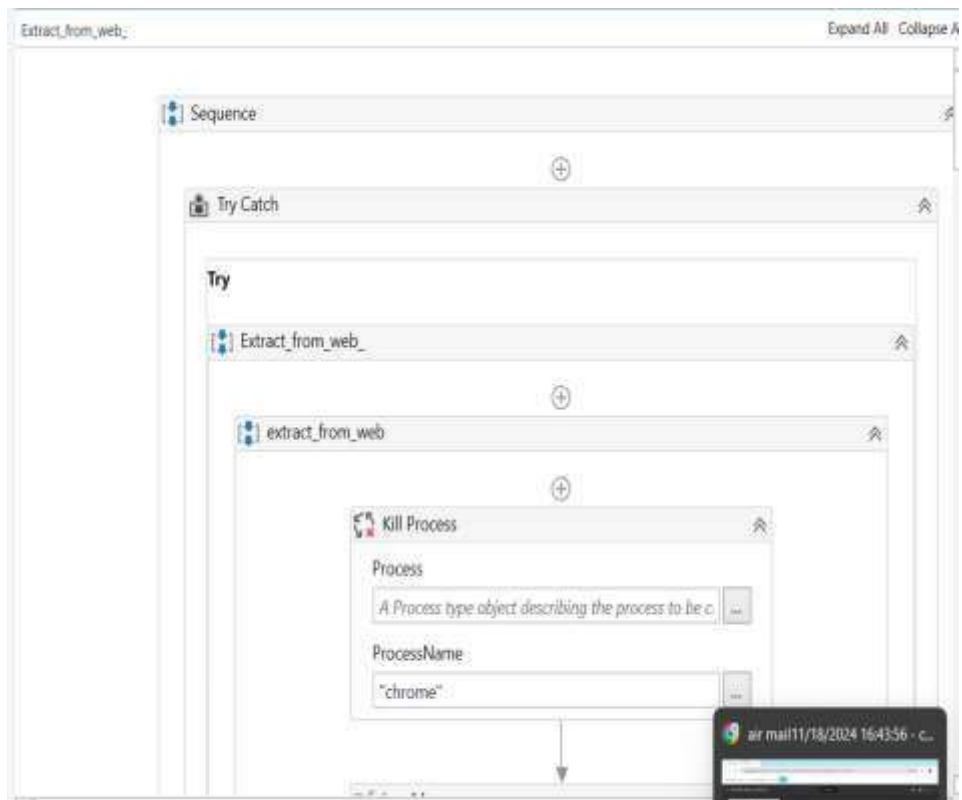 Extract_from_web_
Expand All Collapse A
Sequence
Try Catch
Try
Extract_from_web_
extract_from_web
Kill Process
Process
A Process type object describing the process to be c
...
ProcessName
"chrome"
...
air mail11/18/2024 16:43:56 - c...